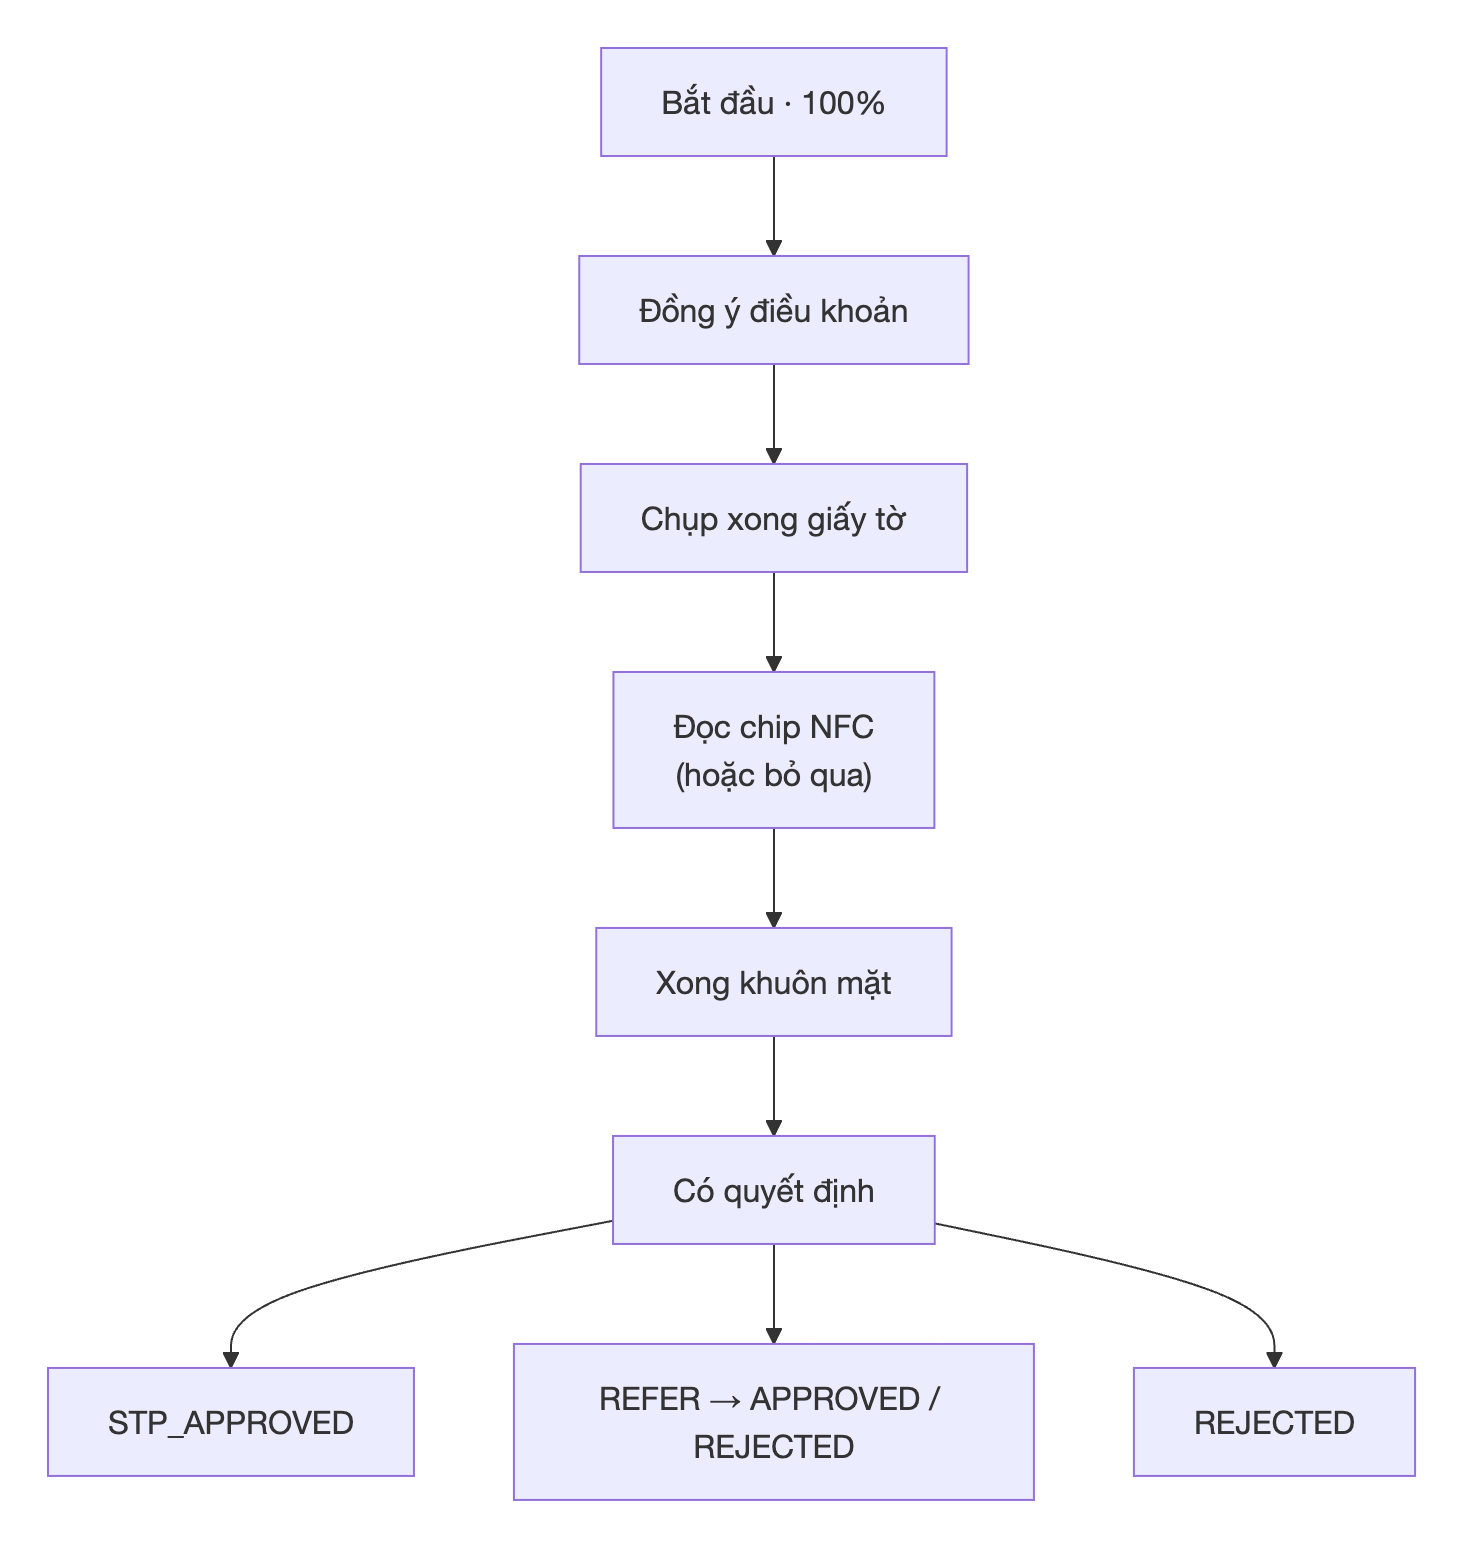 Bắt đầu · 100%
Đồng ý điều khoản
Chụp xong giấy tờ
Đọc chip NFC
(hoặc bỏ qua)
Xong khuôn mặt
Có quyết định
STP_APPROVED
REFER → APPROVED /
REJECTED
REJECTED